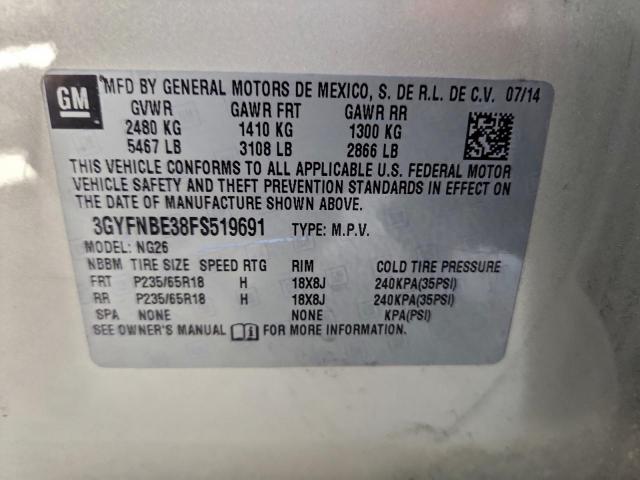 GM MFD BY GENERAL MOTORS DE MEXICO, S. DE R.L. DE C.V. 07/14
GVWR GAWR FRT GAWR RR
2480 KG 1410 KG 1300 KG
5467 LB 3108 LB 2866 LB
THIS VEHICLE CONFORMS TO ALL APPLICABLE U.S. FEDERAL MOTOR
VEHICLE SAFETY AND THEFT PREVENTION STANDARDS IN EFFECT ON
THE DATE OF MANUFACTURE SHOWN ABOVE.
3GYFNBE38FS519691 TYPE: M.P.V.
MODEL: NG26
NBBM TIRE SIZE SPEED RTG RIM COLD TIRE PRESSURE
FRT P235/65R18 H 18X8J 240KPA(35PSI)
RR P235/65R18 H 18X8J 240KPA(35PSI)
SPA NONE NONE KPA(PSI)
SEE OWNER'S MANUAL FOR MORE INFORMATION.